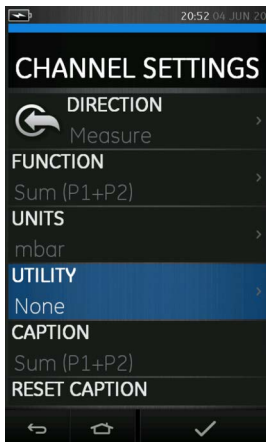 20:52 04 JUN 20
CHANNEL SETTINGS
DIRECTION
Measure
FUNCTION
Sum (P1+P2)
UNITS
mbar
UTILITY
None
CAPTION
Sum (P1+P2)
RESET CAPTION